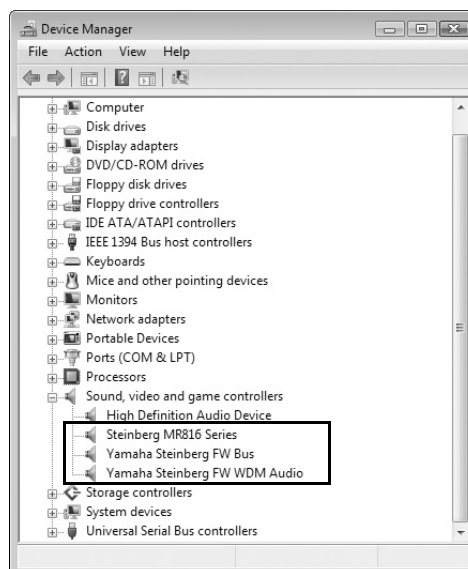 Device Manager
File Action View Help
Computer
Disk drives
Display adapters
DVD/CD-ROM drives
Floppy disk drives
Floppy drive controllers
IDE ATA/ATAPI controllers
IEEE 1394 Bus host controllers
Keyboards
Mice and other pointing devices
Monitors
Network adapters
Portable Devices
Ports (COM & LPT)
Processors
Sound, video and game controllers
High Definition Audio Device
Steinberg MR816 Series
Yamaha Steinberg FW Bus
Yamaha Steinberg FW WDM Audio
Storage controllers
System devices
Universal Serial Bus controllers